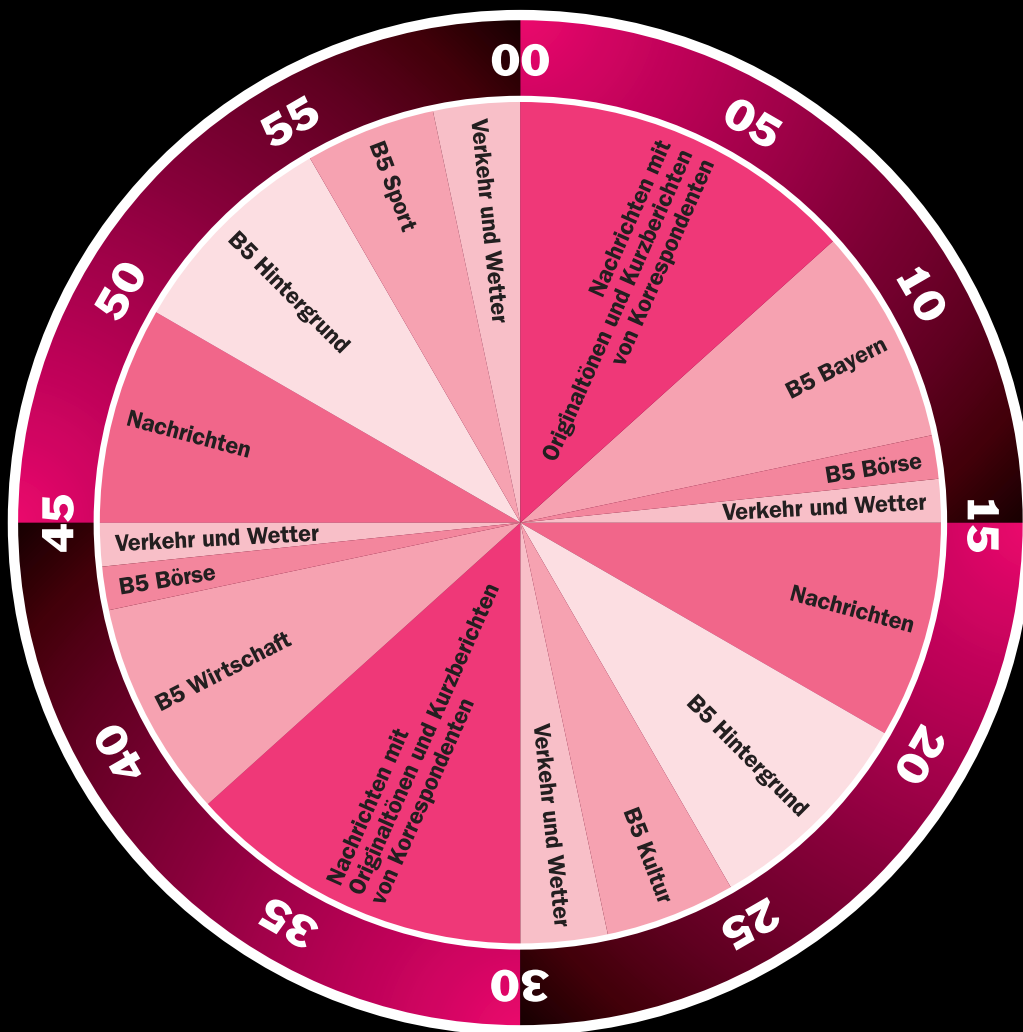 00
05
10
15
20
25
30
35
40
45
50
55
Nachrichten mit
Originaltönen und Kurzberichten
von Korrespondenten
B5 Bayern
B5 Börse
Verkehr und Wetter
Nachrichten
B5 Hintergrund
B5 Kultur
Verkehr und Wetter
Nachrichten mit
Originaltönen und Kurzberichten
von Korrespondenten
B5 Wirtschaft
B5 Börse
Verkehr und Wetter
Nachrichten
B5 Hintergrund
B5 Sport
Verkehr und Wetter